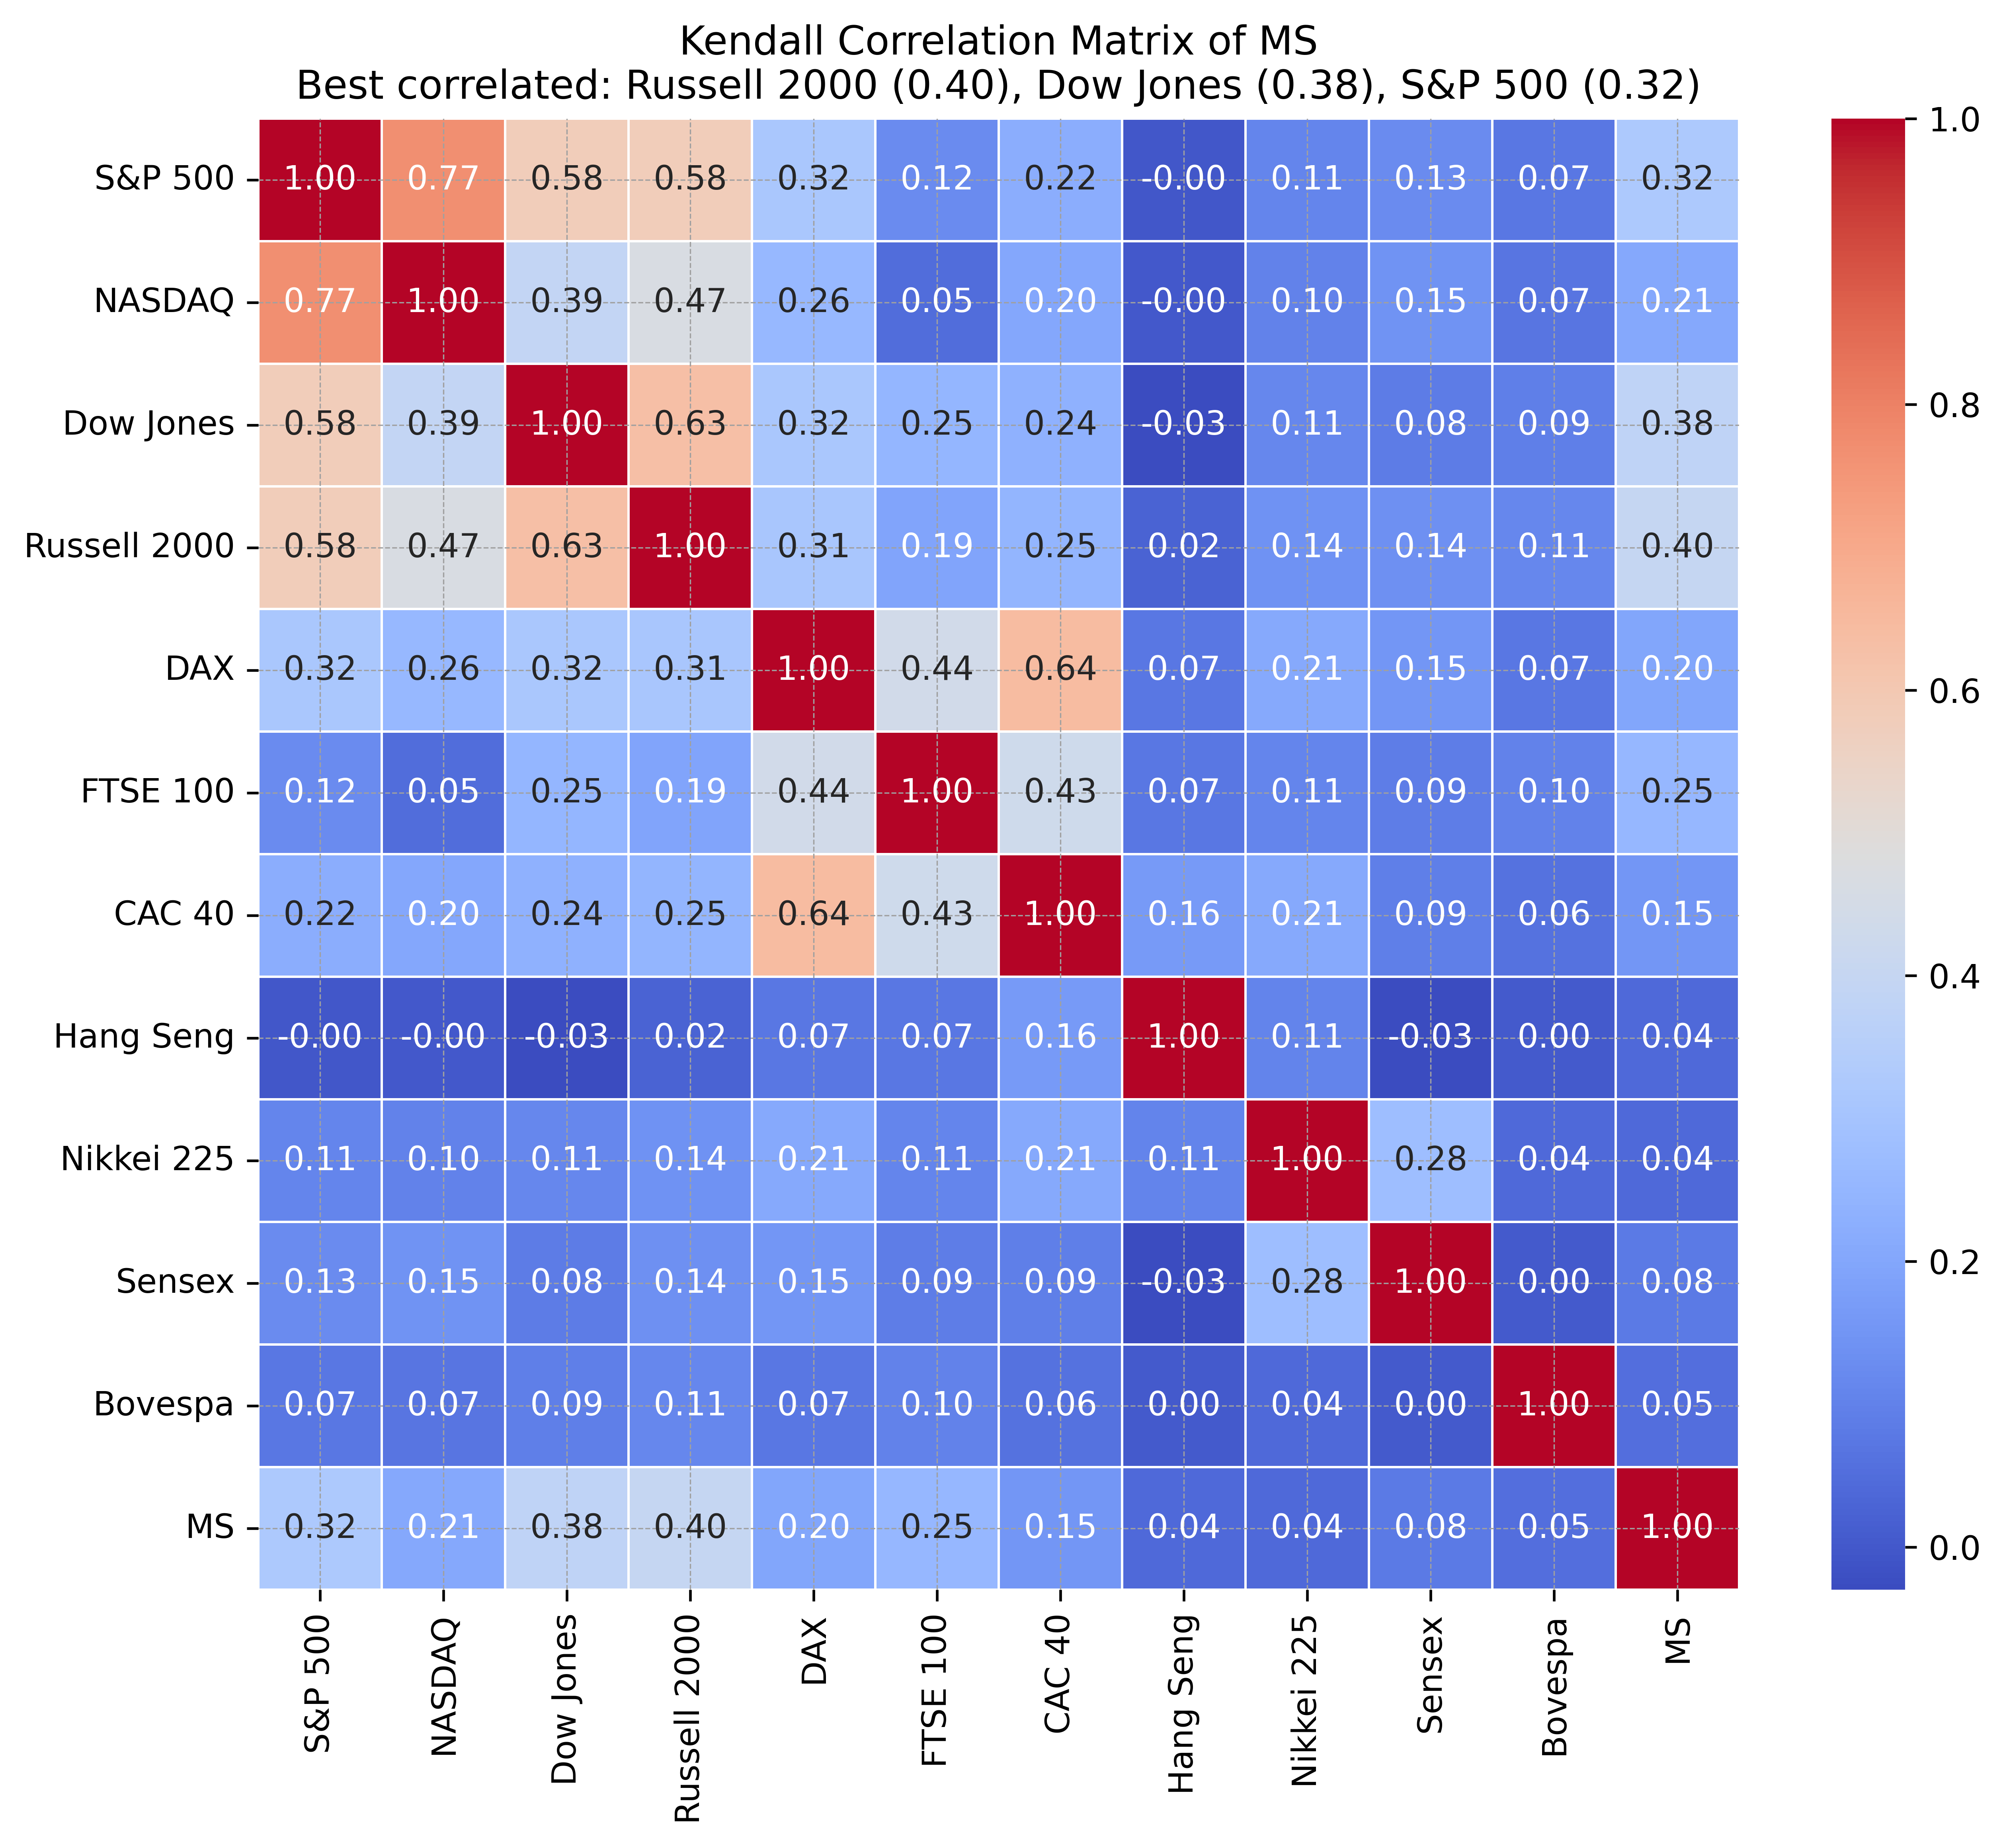 Kendall Correlation Matrix of MS
Best correlated: Russell 2000 (0.40), Dow Jones (0.38), S&P 500 (0.32)
S&P 500 1.00 0.77 0.58 0.58 0.32 0.12 0.22 -0.00 0.11 0.13 0.07 0.32
NASDAQ 0.77 1.00 0.39 0.47 0.26 0.05 0.20 -0.00 0.10 0.15 0.07 0.21
Dow Jones 0.58 0.39 1.00 0.63 0.32 0.25 0.24 -0.03 0.11 0.08 0.09 0.38
Russell 2000 0.58 0.47 0.63 1.00 0.31 0.19 0.25 0.02 0.14 0.14 0.11 0.40
DAX 0.32 0.26 0.32 0.31 1.00 0.44 0.64 0.07 0.21 0.15 0.07 0.20
FTSE 100 0.12 0.05 0.25 0.19 0.44 1.00 0.43 0.07 0.11 0.09 0.10 0.25
CAC 40 0.22 0.20 0.24 0.25 0.64 0.43 1.00 0.16 0.21 0.09 0.06 0.15
Hang Seng -0.00 -0.00 -0.03 0.02 0.07 0.07 0.16 1.00 0.11 -0.03 0.00 0.04
Nikkei 225 0.11 0.10 0.11 0.14 0.21 0.11 0.21 0.11 1.00 0.28 0.04 0.04
Sensex 0.13 0.15 0.08 0.14 0.15 0.09 0.09 -0.03 0.28 1.00 0.00 0.08
Bovespa 0.07 0.07 0.09 0.11 0.07 0.10 0.06 0.00 0.04 0.00 1.00 0.05
MS 0.32 0.21 0.38 0.40 0.20 0.25 0.15 0.04 0.04 0.08 0.05 1.00
S&P 500
NASDAQ
Dow Jones
Russell 2000
DAX
FTSE 100
CAC 40
Hang Seng
Nikkei 225
Sensex
Bovespa
MS
1.0
0.8
0.6
0.4
0.2
0.0